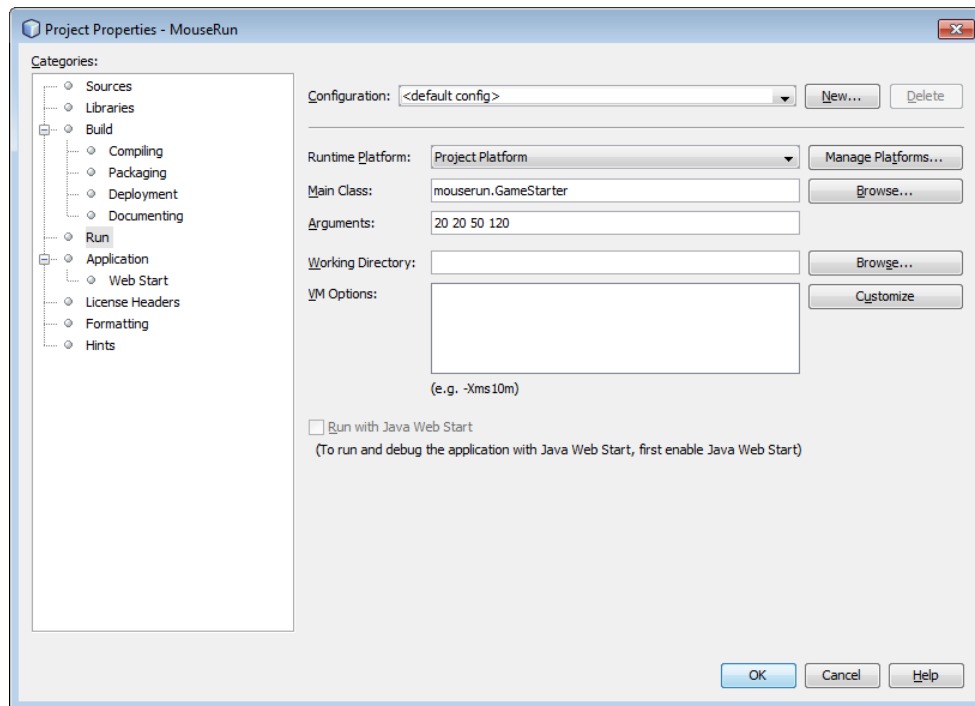 Project Properties - MouseRun
Categories:
Sources
Libraries
Build
Compiling
Packaging
Deployment
Documenting
Run
Application
Web Start
License Headers
Formatting
Hints
Configuration: <default config> New... Delete
Runtime Platform: Project Platform Manage Platforms...
Main Class: mouserun.GameStarter Browse...
Arguments: 20 20 50 120
Working Directory: Browse...
VM Options: Customize
(e.g. -Xms10m)
Run with Java Web Start
(To run and debug the application with Java Web Start, first enable Java Web Start)
OK Cancel Help